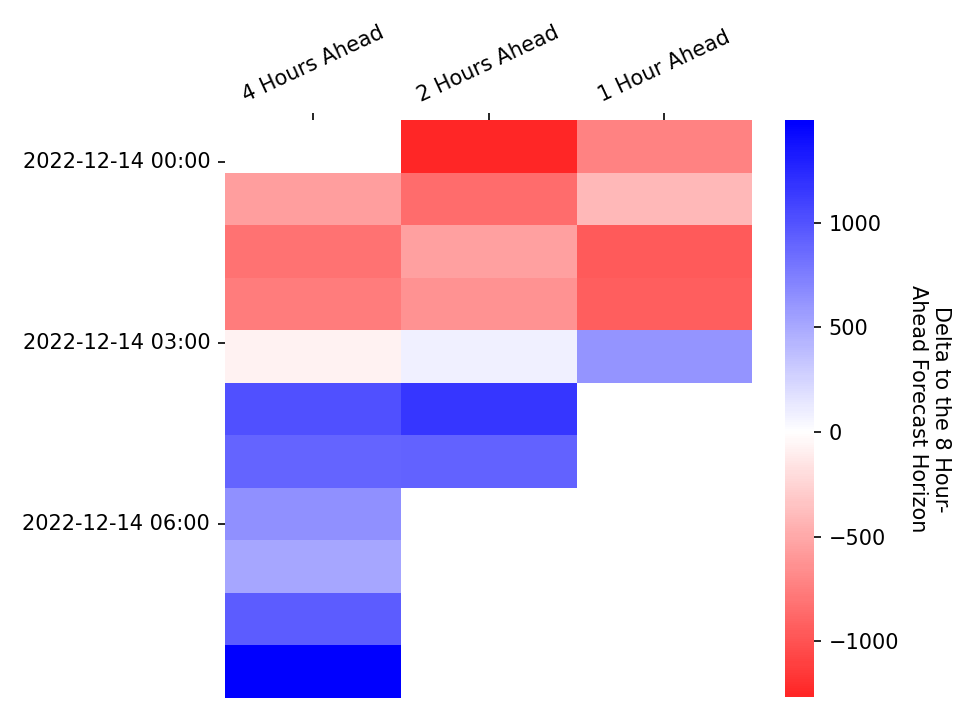 4 Hours Ahead
2 Hours Ahead
1 Hour Ahead
2022-12-14 00:00
2022-12-14 03:00
2022-12-14 06:00
1000
500
0
−500
−1000
Delta to the 8 Hour-
Ahead Forecast Horizon